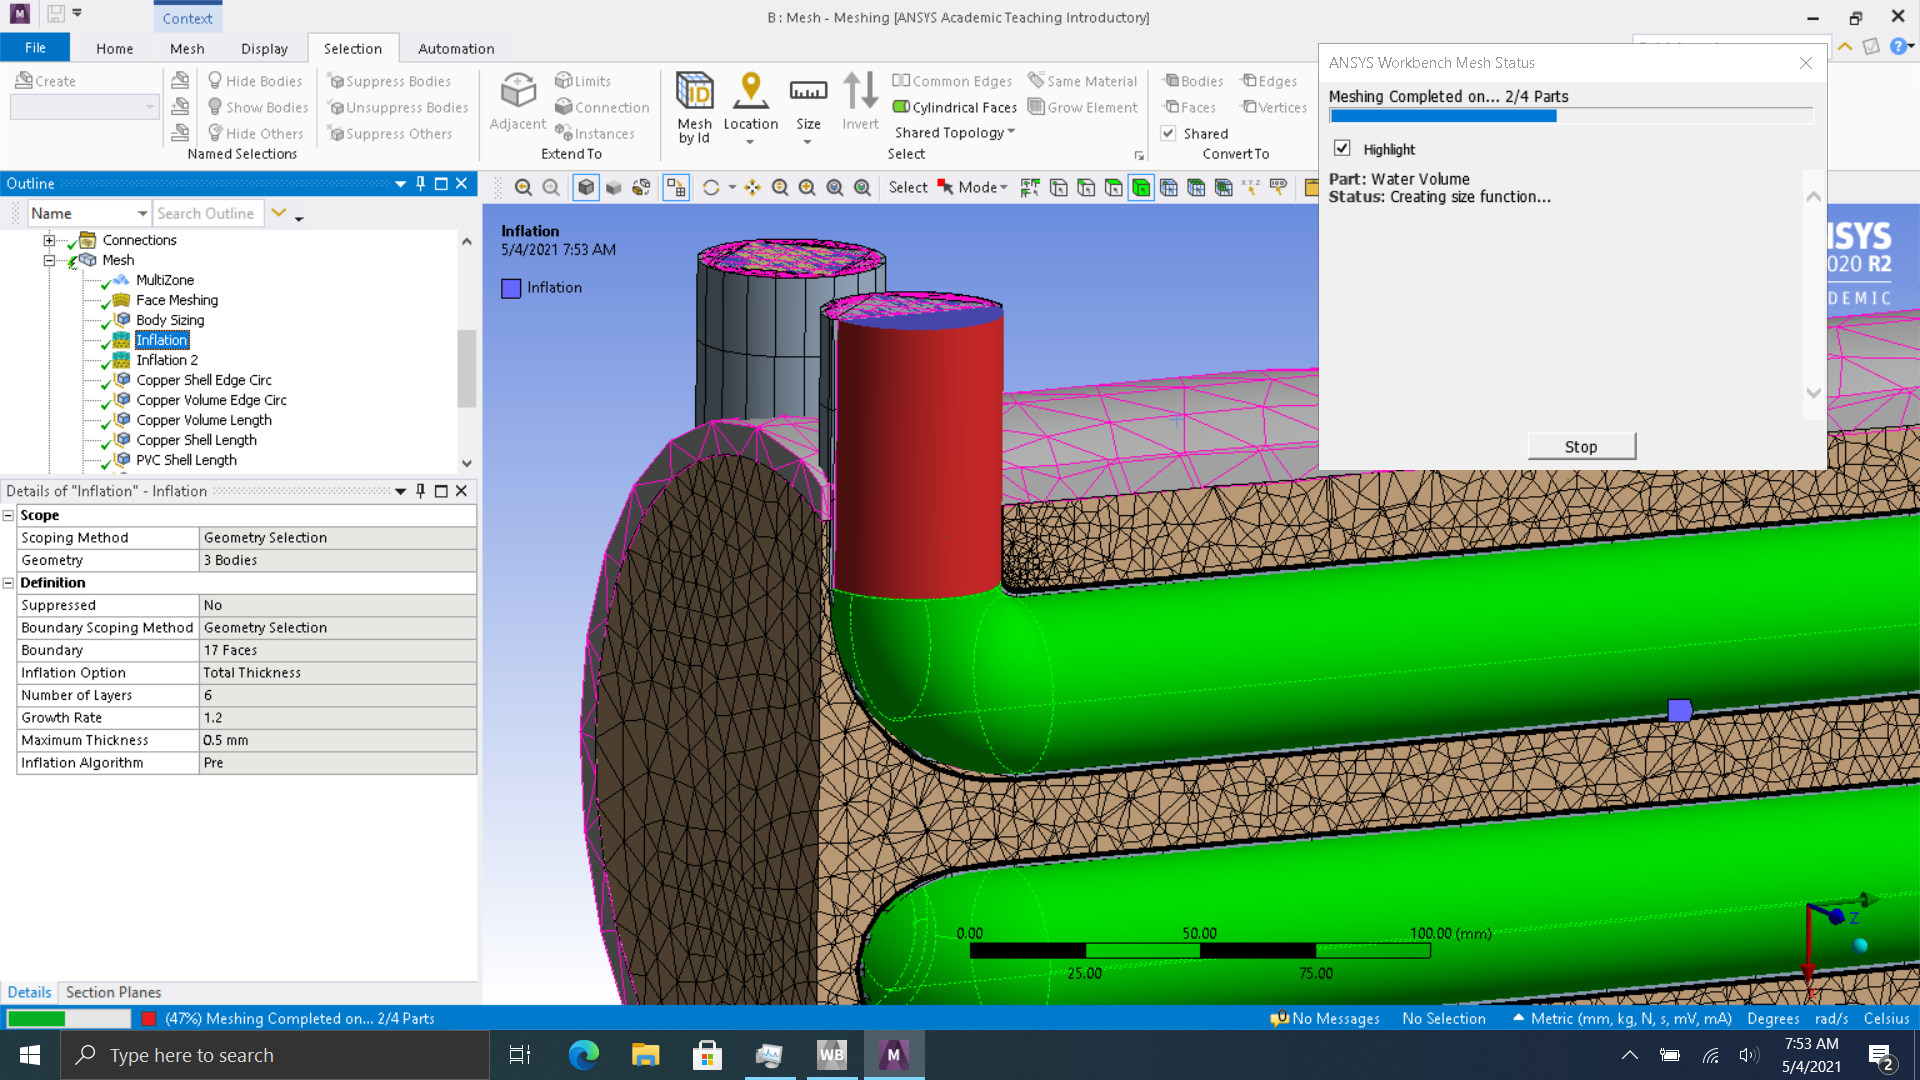 Context
B : Mesh - Meshing [ANSYS Academic Teaching Introductory]
File
Home
Mesh
Display
Selection
Automation
Create
Hide Bodies
Show Bodies
Hide Others
Named Selections
Suppress Bodies
Unsuppress Bodies
Suppress Others
Adjacent
Limits
Connection
Instances
Extend To
Mesh by Id
Location
Size
Invert
Common Edges
Cylindrical Faces
Shared Topology
Same Material
Grow Element
Select
Bodies
Edges
Faces
Vertices
Shared
Convert To
ANSYS Workbench Mesh Status
Meshing Completed on... 2/4 Parts
Highlight
Part: Water Volume
Status: Creating size function...
Stop
Outline
Name
Search Outline
Select
Mode
Connections
Mesh
MultiZone
Face Meshing
Body Sizing
Inflation
Inflation 2
Copper Shell Edge Circ
Copper Volume Edge Circ
Copper Volume Length
Copper Shell Length
PVC Shell Length
Details of "Inflation" - Inflation
Scope
Scoping Method Geometry Selection
Geometry 3 Bodies
Definition
Suppressed No
Boundary Scoping Method Geometry Selection
Boundary 17 Faces
Inflation Option Total Thickness
Number of Layers 6
Growth Rate 1.2
Maximum Thickness 0.5 mm
Inflation Algorithm Pre
Details
Section Planes
Inflation
5/4/2021 7:53 AM
Inflation
ISYS
020 R2
DEMIC
0.00 50.00 100.00 (mm)
25.00 75.00
Z
(47%) Meshing Completed on... 2/4 Parts
0 No Messages
No Selection
Metric (mm, kg, N, s, mV, mA)
Degrees
rad/s
Celsius
Type here to search
WB
M
7:53 AM
5/4/2021
2